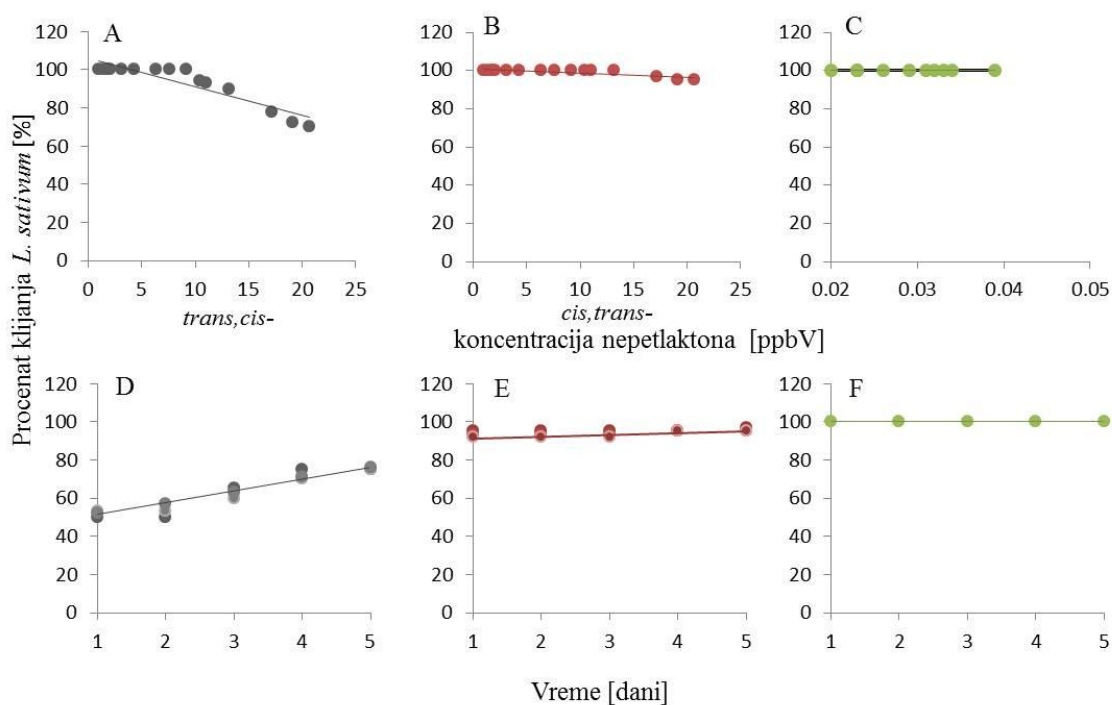 A
B
C
120
100
80
60
40
20
0
0 5 10 15 20 25
trans,cis-
120
100
80
60
40
20
0
0 5 10 15 20 25
cis,trans-
120
100
80
60
40
20
0
0.02 0.03 0.04 0.05
koncentracija nepetlaktona [ppbV]
Procenat klijanja L. sativum [%]
D
E
F
120
100
80
60
40
20
0
1 2 3 4 5
120
100
80
60
40
20
0
1 2 3 4 5
120
100
80
60
40
20
0
1 2 3 4 5
Vreme [dani]